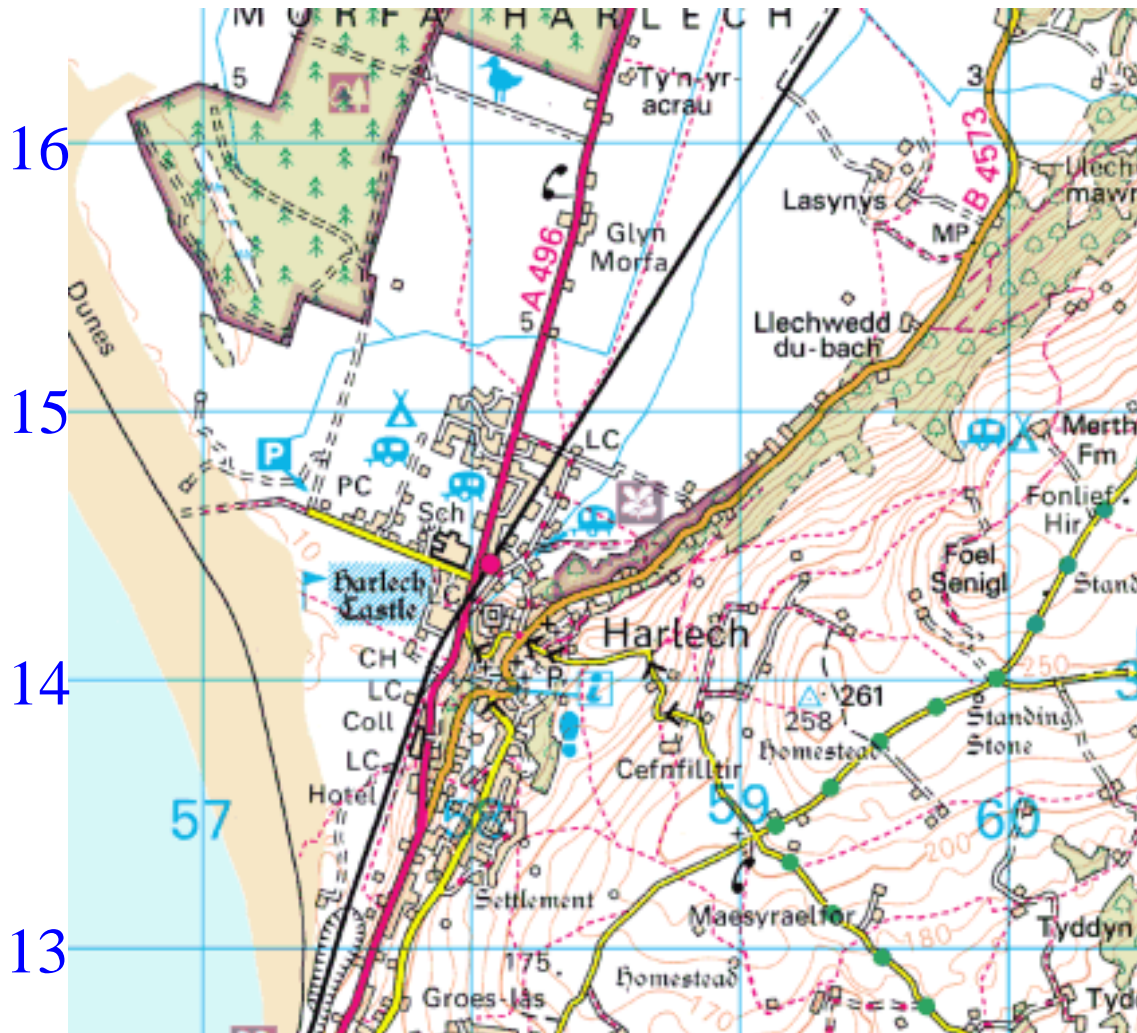 MORFA HARLECH
5
Ty'n-yr-
acrau
3
16
B 4573
Lasynys
MP
Glyn
Morfa
A 496
5
Dunes
Llechwedd
du-bach
15
LC
Merth
Fm
P
PC
Sch
Fonlief
Hir
Foel
Senigl
10
Harlech
Castle
LC
Stand
Harlech
CH
250
14
LC
P
i
261
258
Standing
Stone
Coll
Homestead
LC
Cefnfilltir
Hotel
57
58
59
60
200
Settlement
Maesyraelfor
Tyddyn
180
13
175
Homestead
Groes-las
170
Tyd